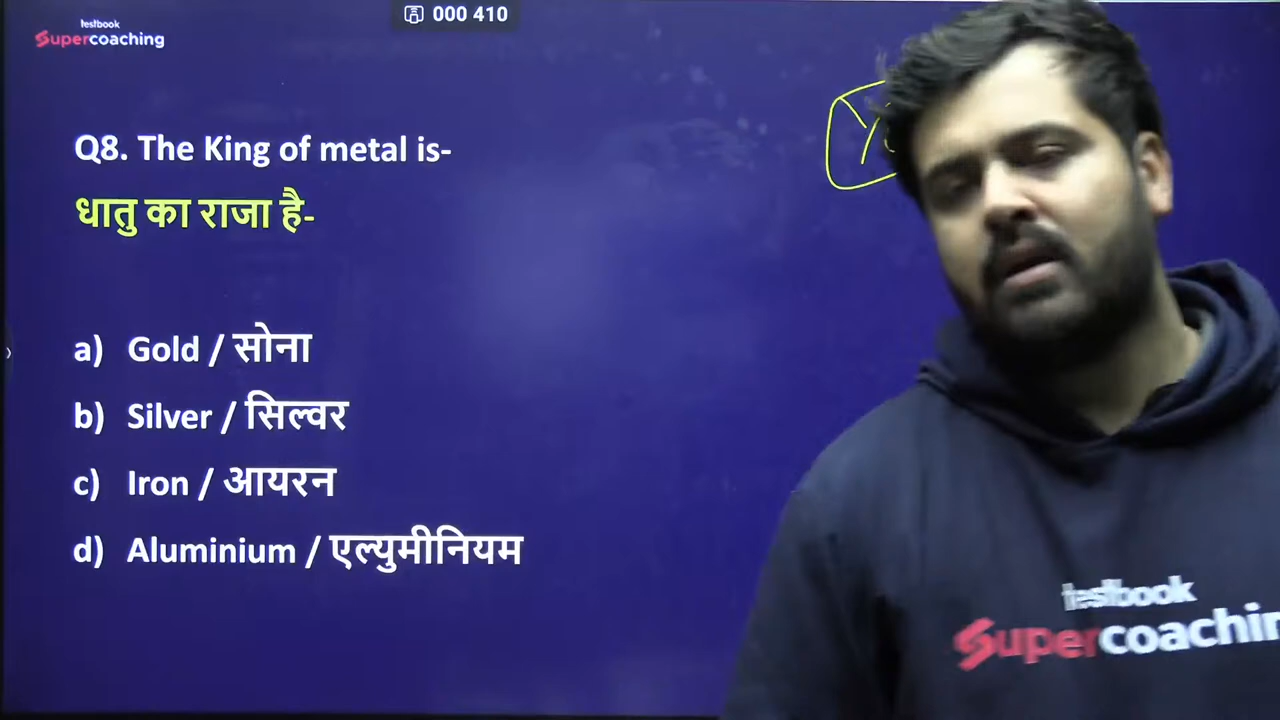 testbook
Supercoaching
000 410
Q8. The King of metal is-
धातु का राजा है-
a) Gold / सोना
b) Silver / सिल्वर
c) Iron / आयरन
d) Aluminium / एल्युमीनियम
testbook
Supercoachin